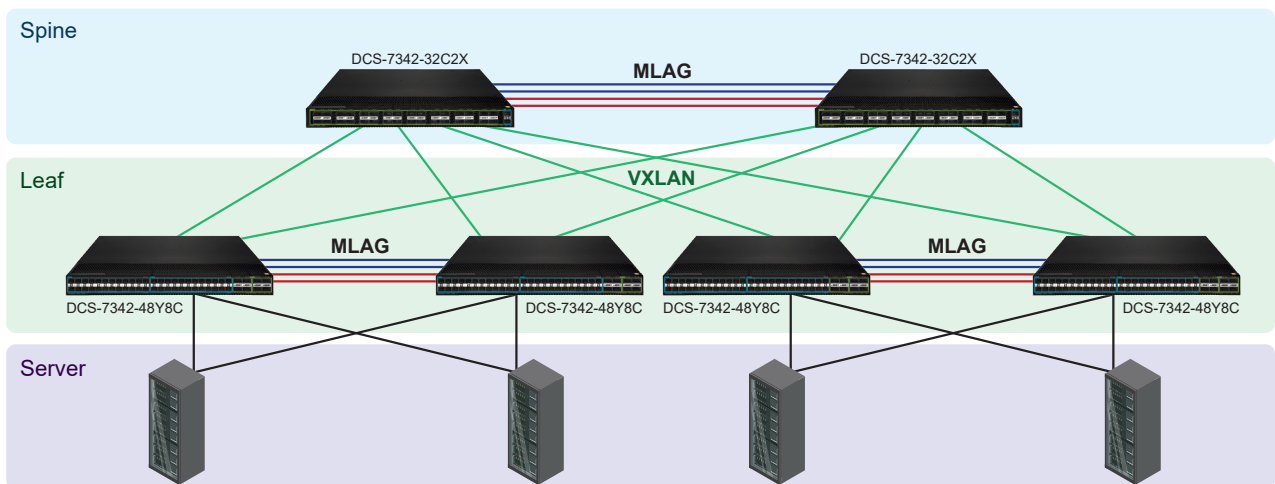 Spine
DCS-7342-32C2X
MLAG
DCS-7342-32C2X
Leaf
VXLAN
MLAG
MLAG
DCS-7342-48Y8C
DCS-7342-48Y8C
DCS-7342-48Y8C
DCS-7342-48Y8C
Server